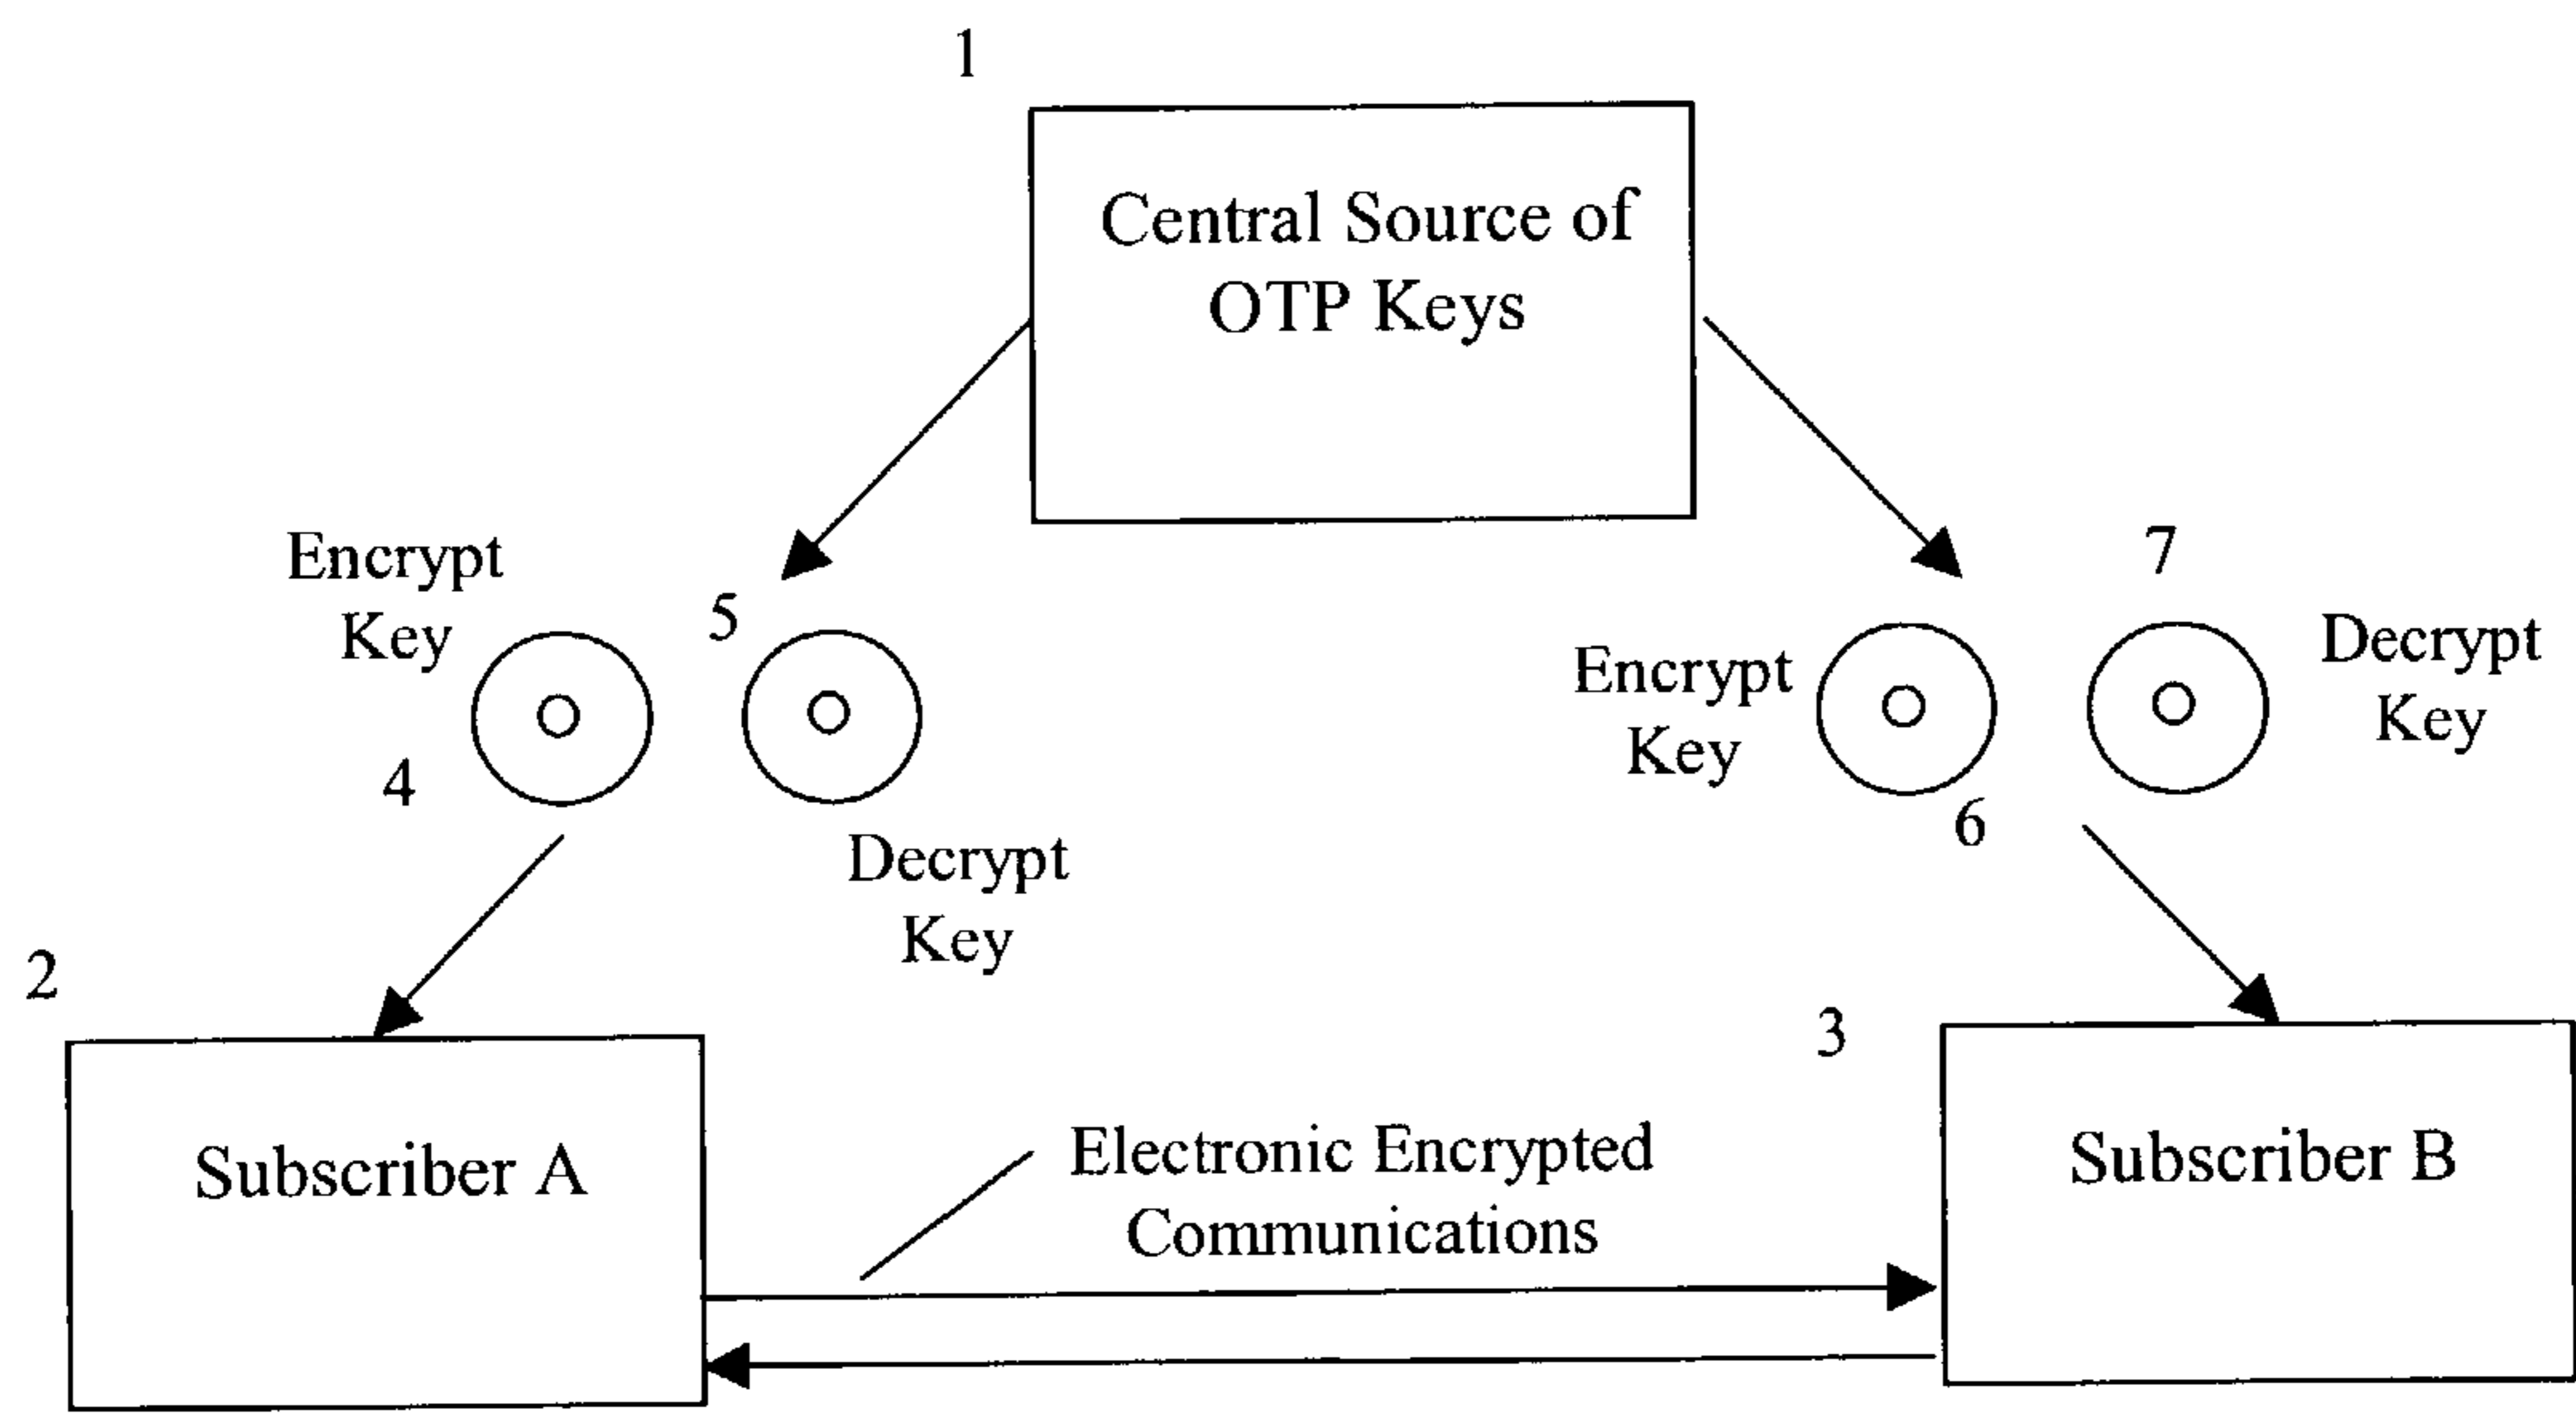 1
Central Source of
OTP Keys
Encrypt
Key
4
5
Decrypt
Key
Encrypt
Key
6
7
Decrypt
Key
2
Subscriber A
Electronic Encrypted
Communications
3
Subscriber B